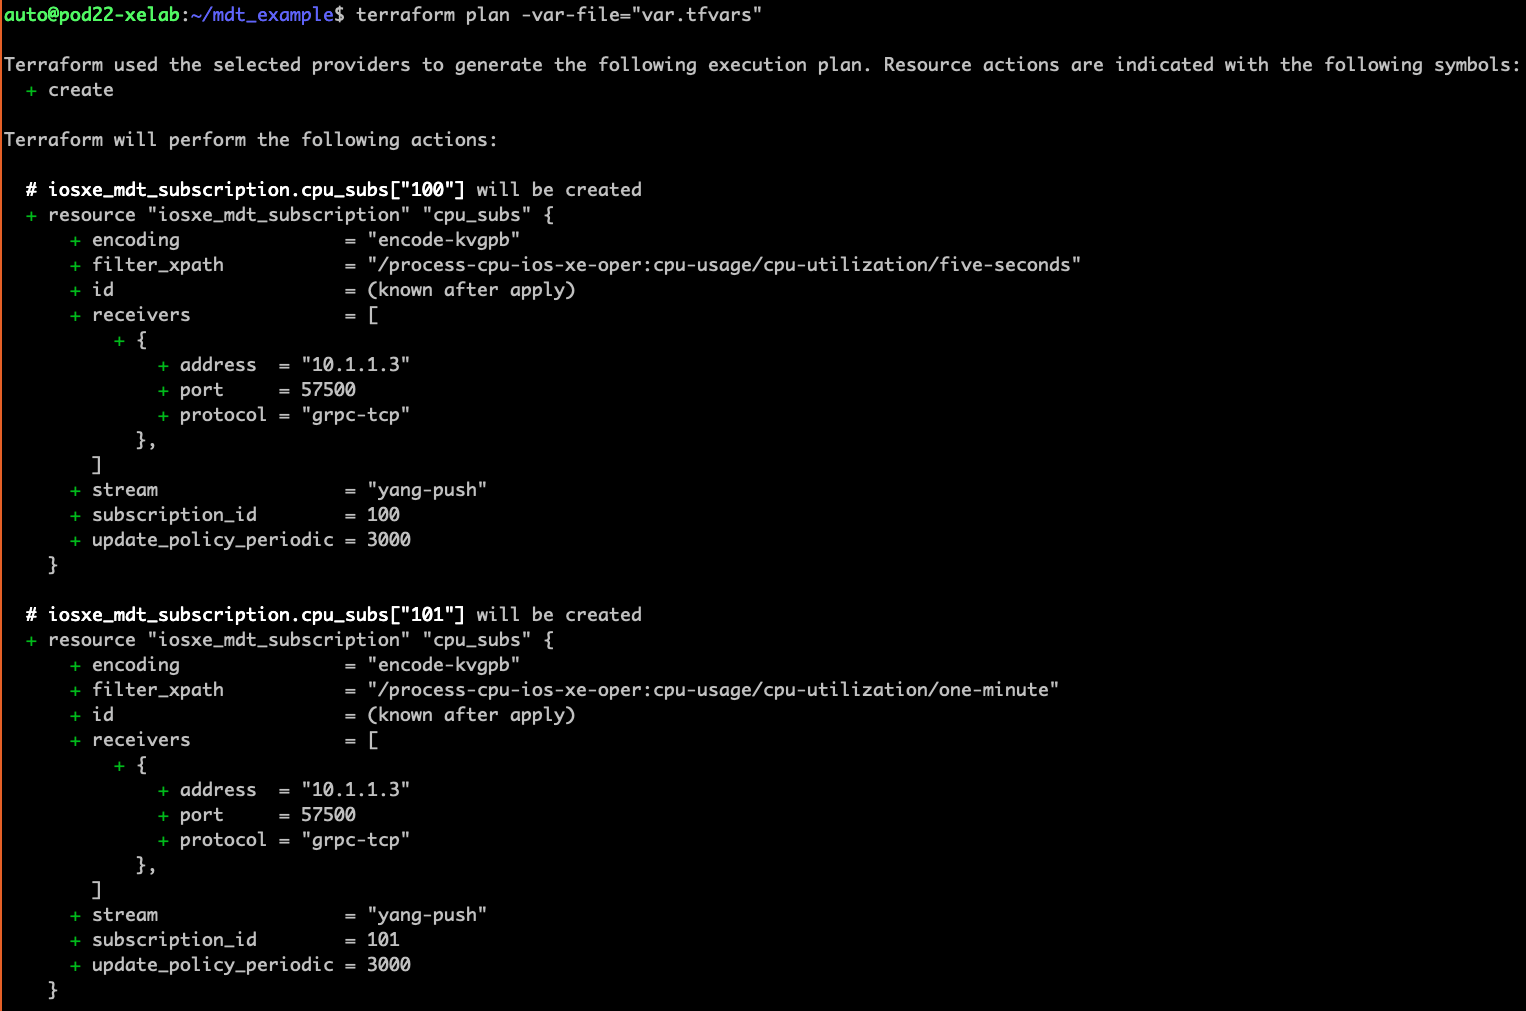 auto@pod22-xelab:~/mdt_example$ terraform plan -var-file="var.tfvars"
Terraform used the selected providers to generate the following execution plan. Resource actions are indicated with the following symbols:
  + create
Terraform will perform the following actions:
  # iosxe_mdt_subscription.cpu_subs["100"] will be created
  + resource "iosxe_mdt_subscription" "cpu_subs" {
      + encoding               = "encode-kvgpb"
      + filter_xpath           = "/process-cpu-ios-xe-oper:cpu-usage/cpu-utilization/five-seconds"
      + id                     = (known after apply)
      + receivers              = [
          + {
              + address  = "10.1.1.3"
              + port     = 57500
              + protocol = "grpc-tcp"
            },
        ]
      + stream                 = "yang-push"
      + subscription_id        = 100
      + update_policy_periodic = 3000
    }
  # iosxe_mdt_subscription.cpu_subs["101"] will be created
  + resource "iosxe_mdt_subscription" "cpu_subs" {
      + encoding               = "encode-kvgpb"
      + filter_xpath           = "/process-cpu-ios-xe-oper:cpu-usage/cpu-utilization/one-minute"
      + id                     = (known after apply)
      + receivers              = [
          + {
              + address  = "10.1.1.3"
              + port     = 57500
              + protocol = "grpc-tcp"
            },
        ]
      + stream                 = "yang-push"
      + subscription_id        = 101
      + update_policy_periodic = 3000
    }